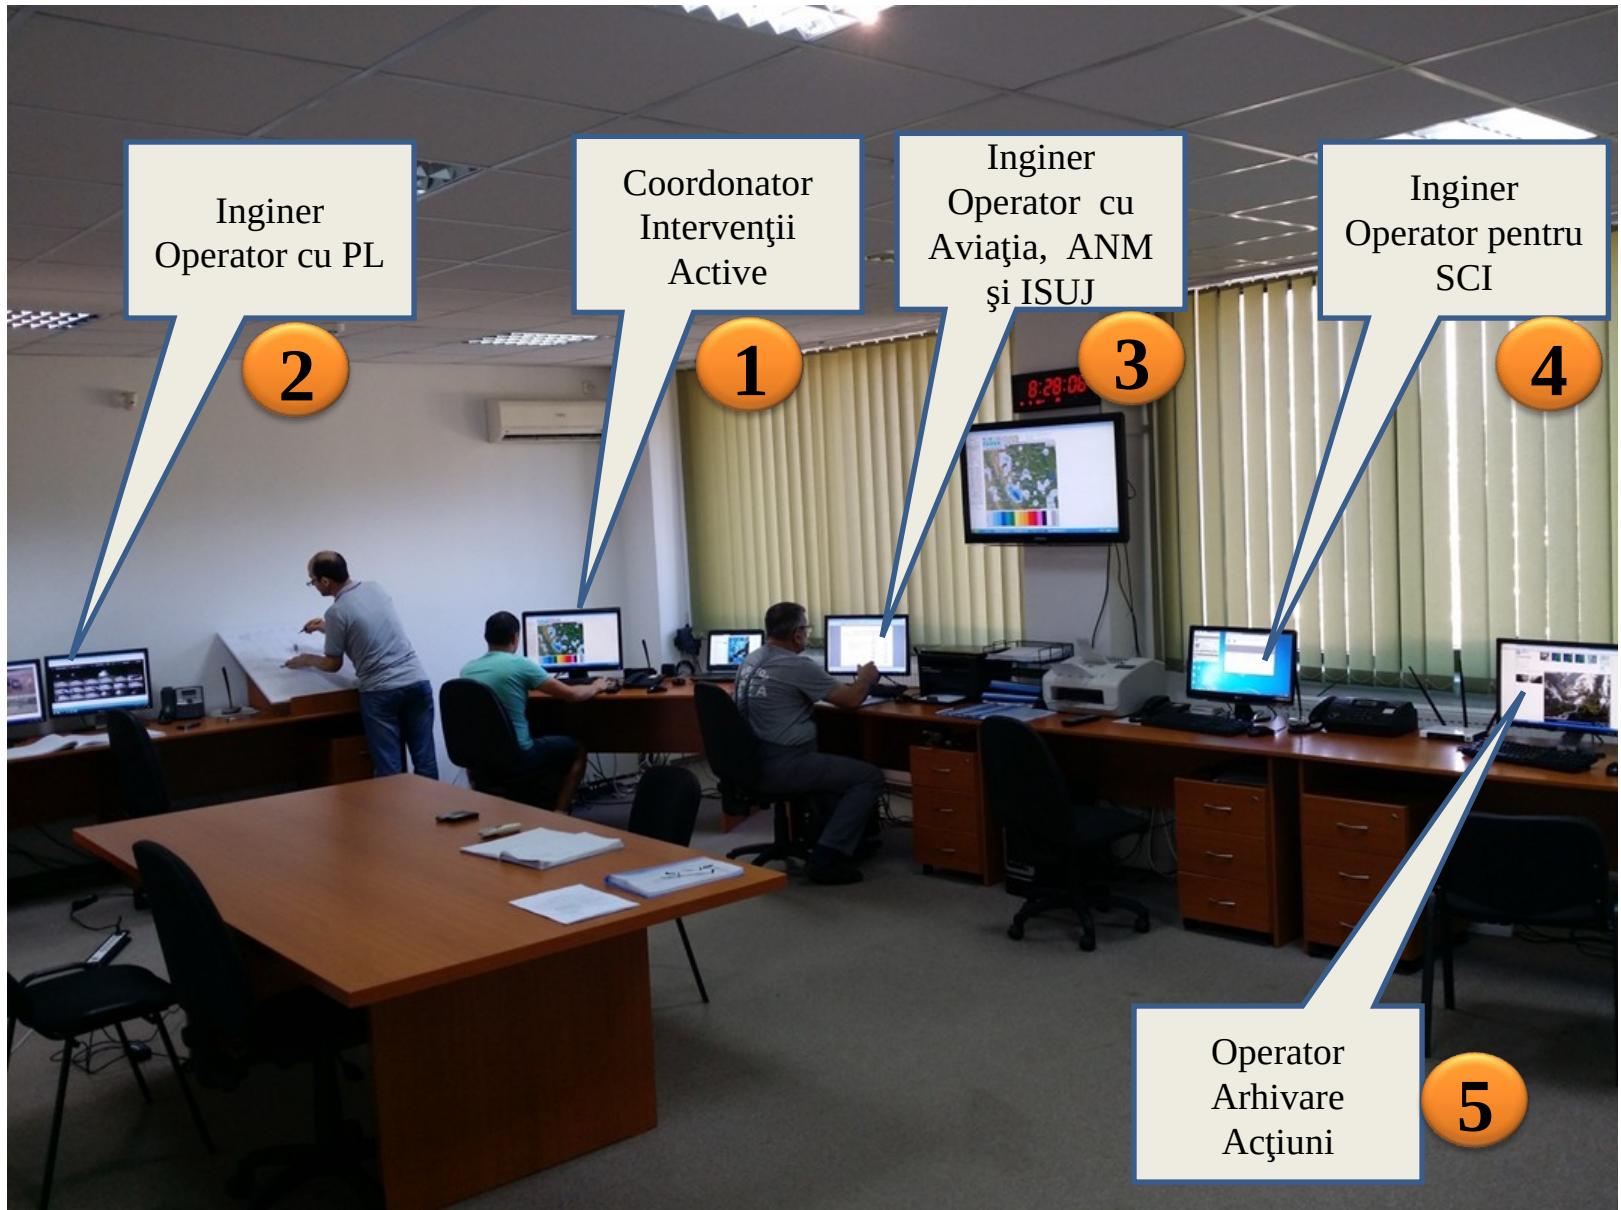 Inginer
Operator cu PL
2
Coordonator
Intervenţii
Active
1
Inginer
Operator cu
Aviaţia, ANM
şi ISUJ
3
Inginer
Operator pentru
SCI
4
8:28:06
Operator
Arhivare
Acţiuni
5